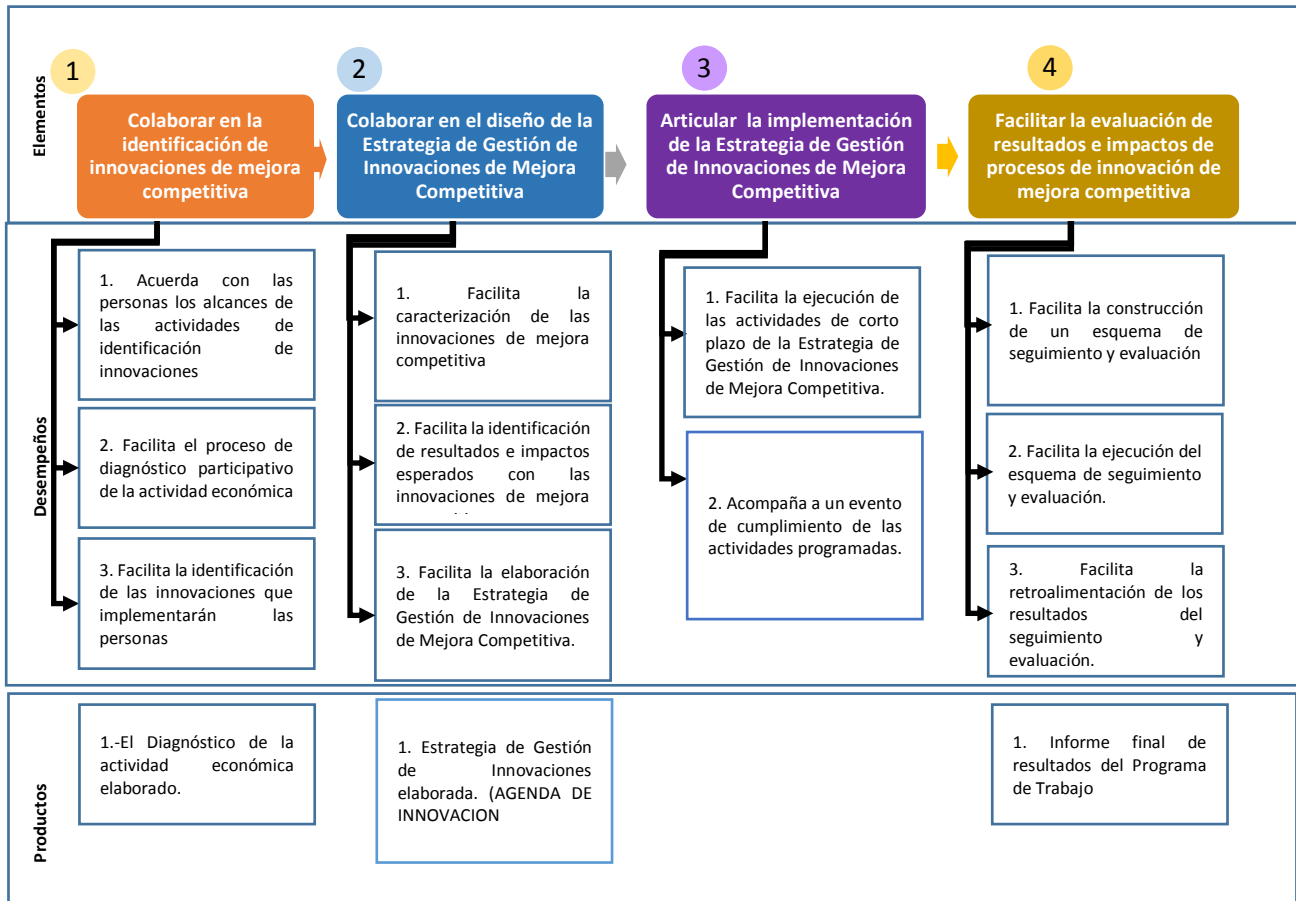 Elementos
1
Colaborar en la
identificación de
innovaciones de mejora
competitiva
2
Colaborar en el diseño de la
Estrategia de Gestión de
Innovaciones de Mejora
Competitiva
3
Articular la implementación
de la Estrategia de Gestión
de Innovaciones de Mejora
Competitiva
4
Facilitar la evaluación de
resultados e impactos de
procesos de innovación de
mejora competitiva
Desempeños
1. Acuerda con las
personas los alcances de
las actividades de
identificación de
innovaciones
2. Facilita el proceso de
diagnóstico participativo
de la actividad económica
3. Facilita la identificación
de las innovaciones que
implementarán las
personas
1. Facilita la
caracterización de las
innovaciones de mejora
competitiva
2. Facilita la identificación
de resultados e impactos
esperados con las
innovaciones de mejora
3. Facilita la elaboración
de la Estrategia de
Gestión de Innovaciones
de Mejora Competitiva.
1. Facilita la ejecución de
las actividades de corto
plazo de la Estrategia de
Gestión de Innovaciones
de Mejora Competitiva.
2. Acompaña a un evento
de cumplimiento de las
actividades programadas.
1. Facilita la construcción
de un esquema de
seguimiento y evaluación
2. Facilita la ejecución del
esquema de seguimiento
y evaluación.
3. Facilita la
retroalimentación de los
resultados del
seguimiento y
evaluación.
Productos
1.-El Diagnóstico de la
actividad económica
elaborado.
1. Estrategia de Gestión
de Innovaciones
elaborada. (AGENDA DE
INNOVACION
1. Informe final de
resultados del Programa
de Trabajo